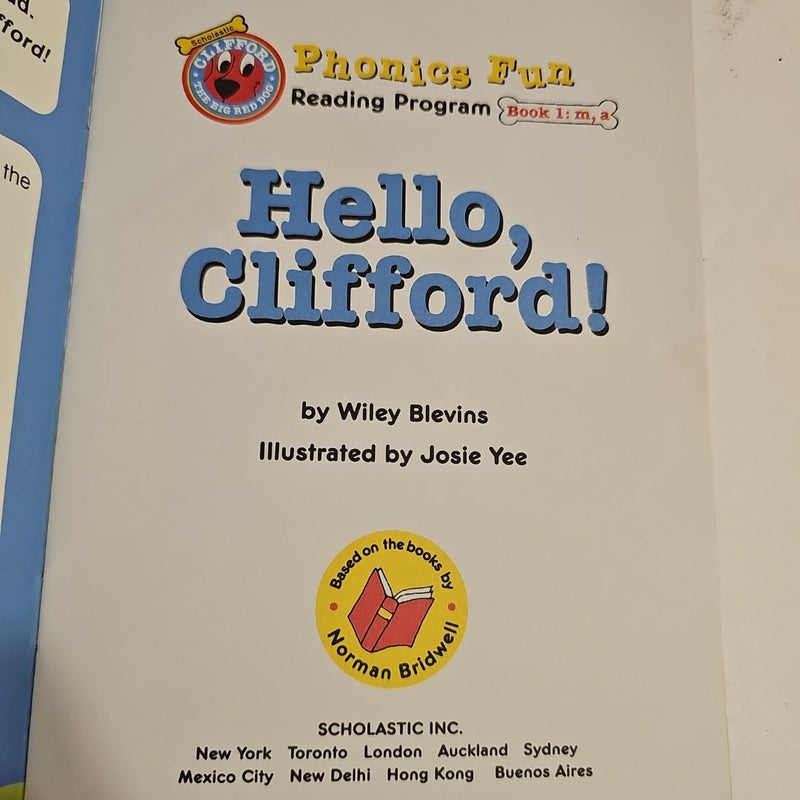 d.
fford!
the
Scholastic
CLIFFORD
THE BIG RED DOG
Phonics Fun
Reading Program
Book 1: m, a
Hello,
Clifford!
by Wiley Blevins
Illustrated by Josie Yee
Based on the books by
Norman Bridwell
SCHOLASTIC INC.
New York Toronto London Auckland Sydney
Mexico City New Delhi Hong Kong Buenos Aires